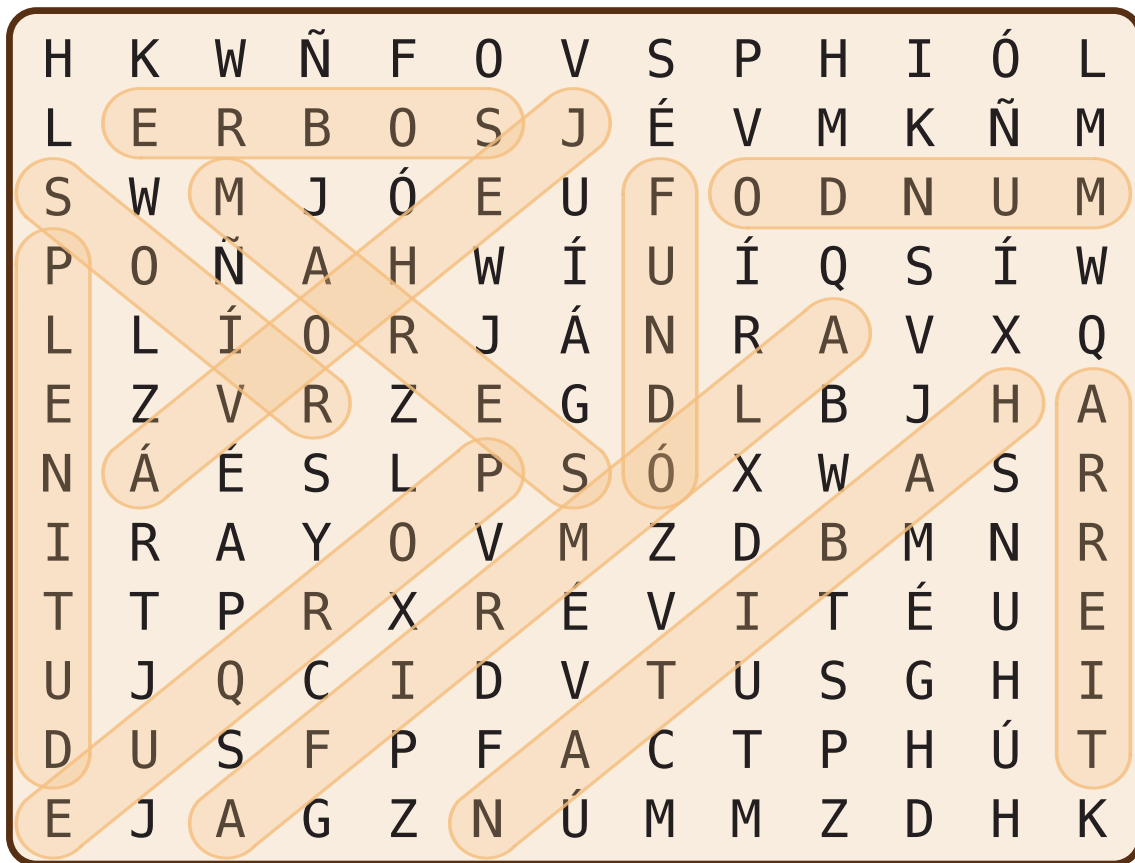 H K W Ñ F O V S P H I Ó L
L E R B O S J É V M K Ñ M
S W M J Ó E U F O D N U M
P O Ñ A H W Í U Í Q S Í W
L L Í O R J Á N R A V X Q
E Z V R Z E G D L B J H A
N Á É S L P S Ó X W A S R
I R A Y O V M Z D B M N R
T T P R X R É V I T É U E
U J Q C I D V T U S G H I
D U S F P F A C T P H Ú T
E J A G Z N Ú M M Z D H K